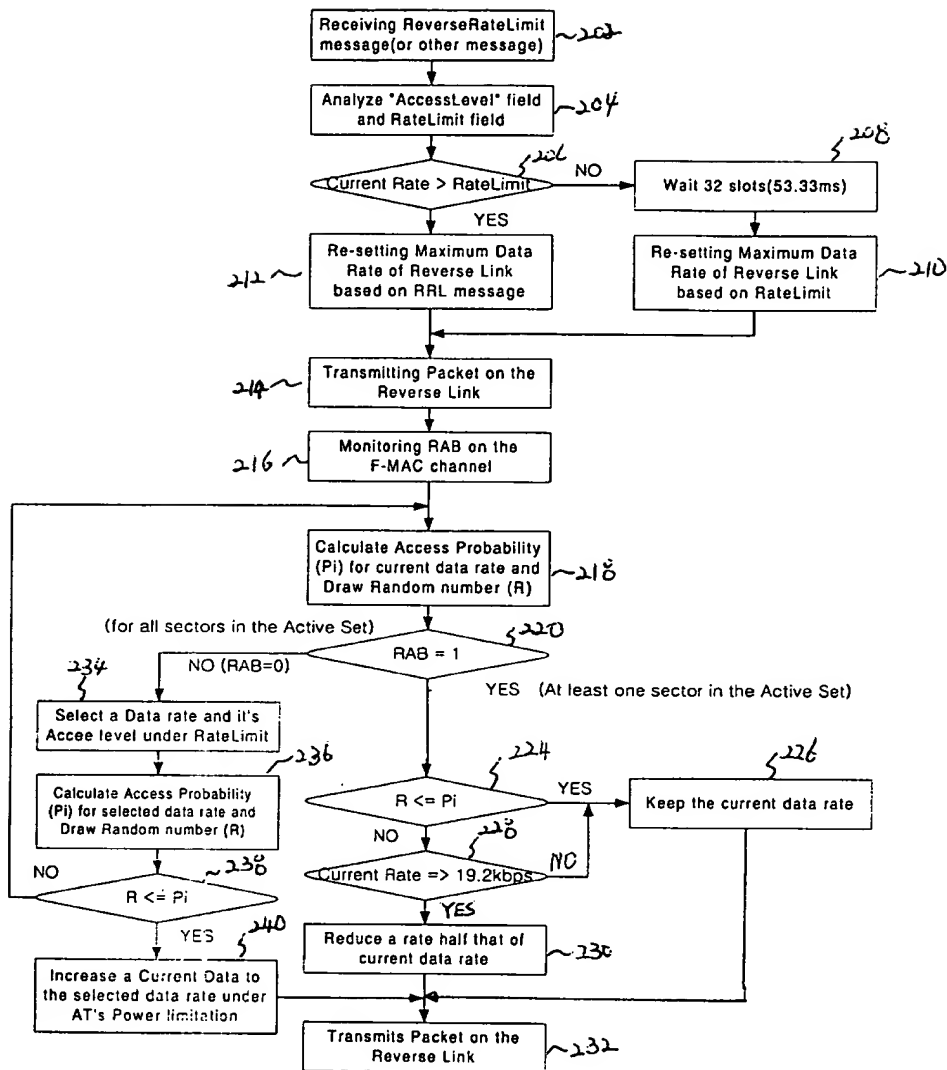 Receiving ReverseRateLimit
message(or other message)
202
Analyze "AccessLevel" field
and RateLimit field
204
206
Current Rate > RateLimit
NO
208
Wait 32 slots(53.33ms)
YES
212
Re-setting Maximum Data
Rate of Reverse Link
based on RRL message
Re-setting Maximum Data
Rate of Reverse Link
based on RateLimit
210
214
Transmitting Packet on the
Reverse Link
216
Monitoring RAB on the
F-MAC channel
Calculate Access Probability
(Pi) for current data rate and
Draw Random number (R)
218
(for all sectors in the Active Set)
220
RAB = 1
NO (RAB=0)
YES (At least one sector in the Active Set)
234
Select a Data rate and it's
Accee level under RateLimit
236
Calculate Access Probability
(Pi) for selected data rate and
Draw Random number (R)
224
R <= Pi
YES
226
Keep the current data rate
NO
228
Current Rate => 19.2kbps
NO
NO
238
R <= Pi
YES
240
YES
Reduce a rate half that of
current data rate
230
Increase a Current Data to
the selected data rate under
AT's Power limitation
Transmits Packet on the
Reverse Link
232